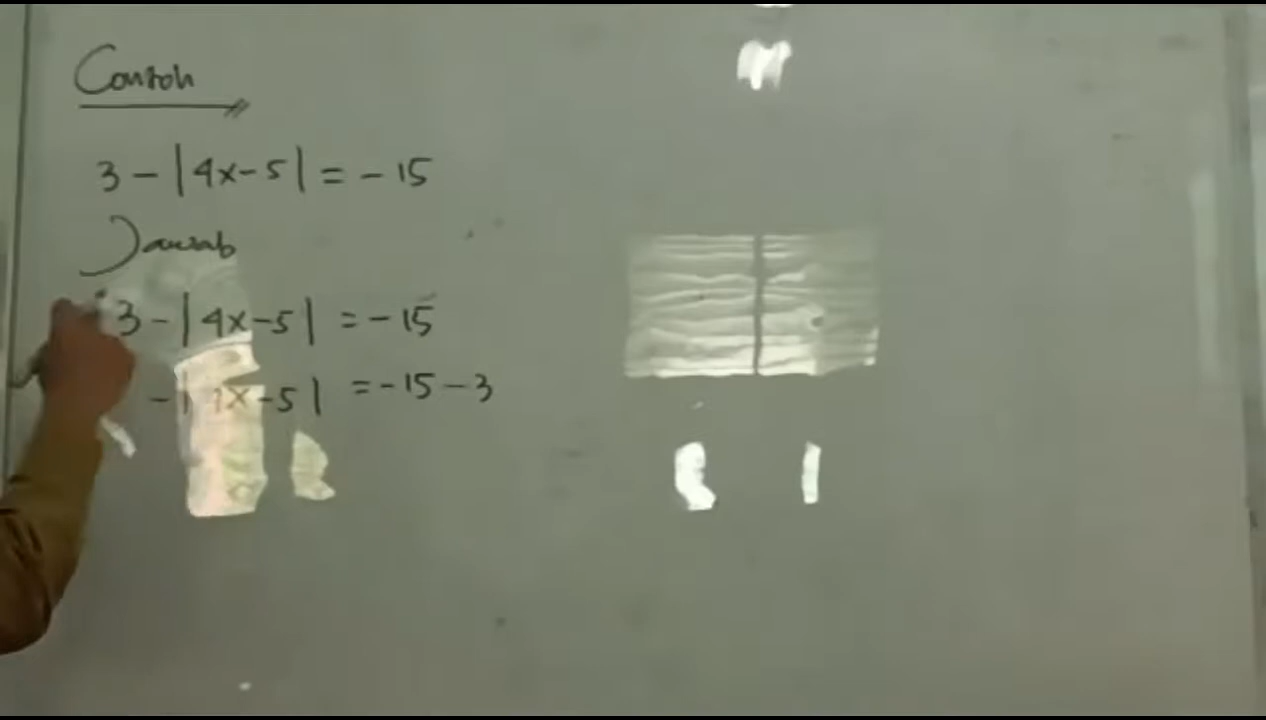 Contoh
3 - |4x - 5| = - 15
Jawab
3 - |4x - 5| = - 15
- |4x - 5| = - 15 - 3